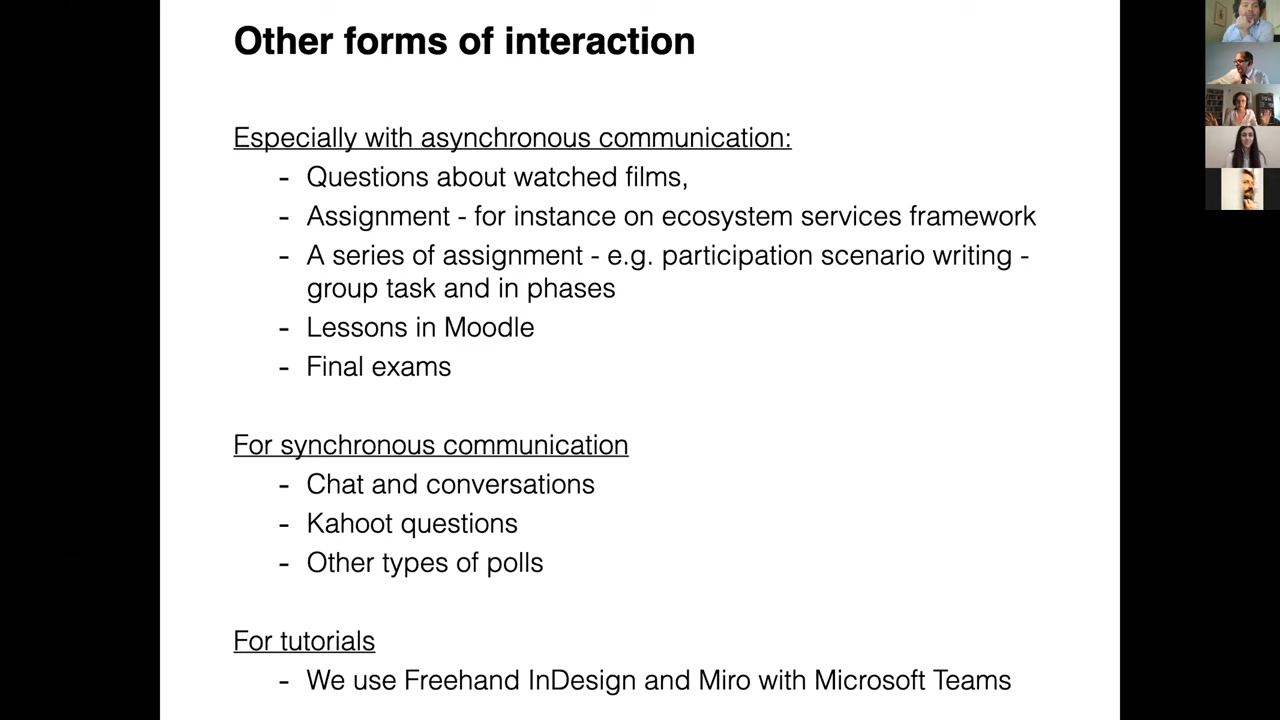 Other forms of interaction
Especially with asynchronous communication:
- Questions about watched films,
- Assignment - for instance on ecosystem services framework
- A series of assignment - e.g. participation scenario writing -
group task and in phases
- Lessons in Moodle
- Final exams
For synchronous communication
- Chat and conversations
- Kahoot questions
- Other types of polls
For tutorials
- We use Freehand InDesign and Miro with Microsoft Teams